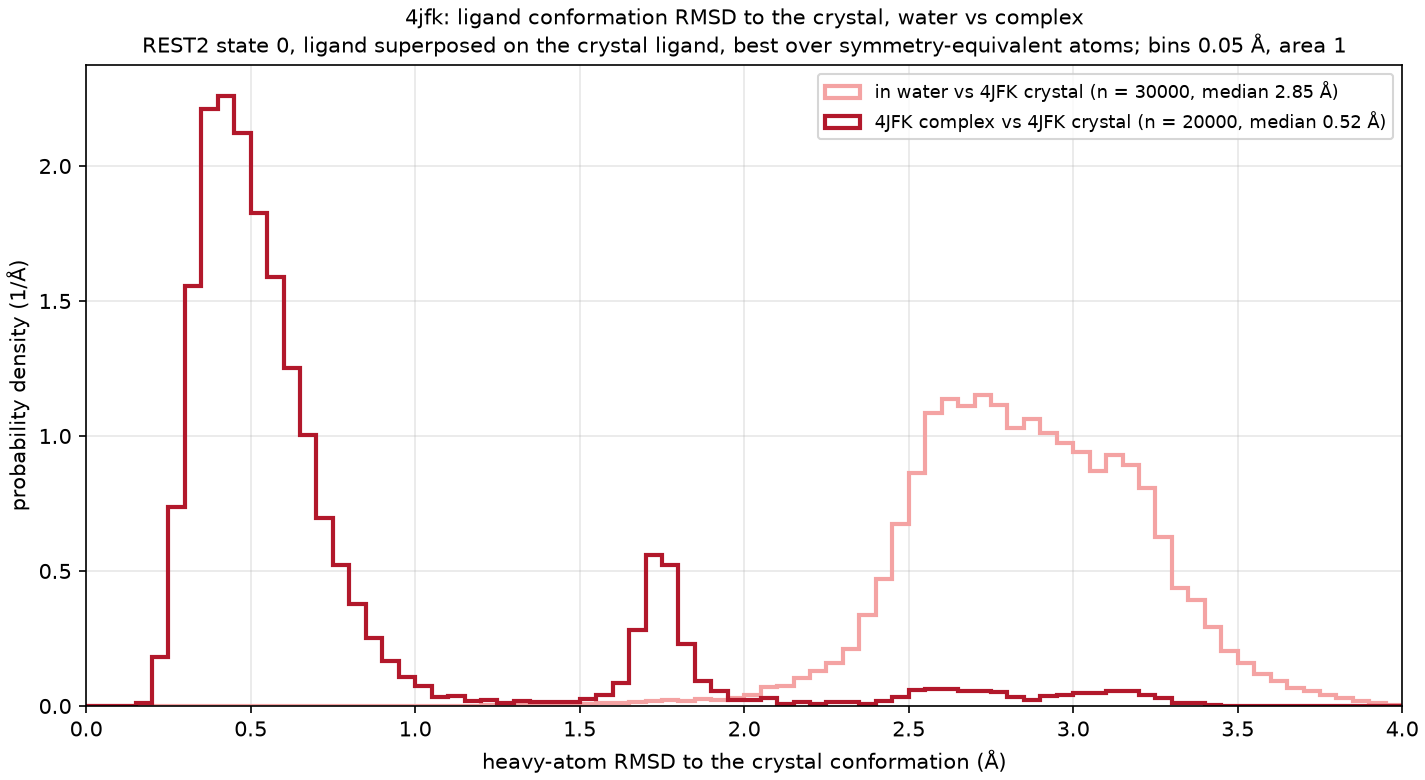 4jfk: ligand conformation RMSD to the crystal, water vs complex
REST2 state 0, ligand superposed on the crystal ligand, best over symmetry-equivalent atoms; bins 0.05 Å, area 1
in water vs 4JFK crystal (n = 30000, median 2.85 Å)
4JFK complex vs 4JFK crystal (n = 20000, median 0.52 Å)
probability density (1/Å)
2.0
1.5
1.0
0.5
0.0
0.0 0.5 1.0 1.5 2.0 2.5 3.0 3.5 4.0
heavy-atom RMSD to the crystal conformation (Å)